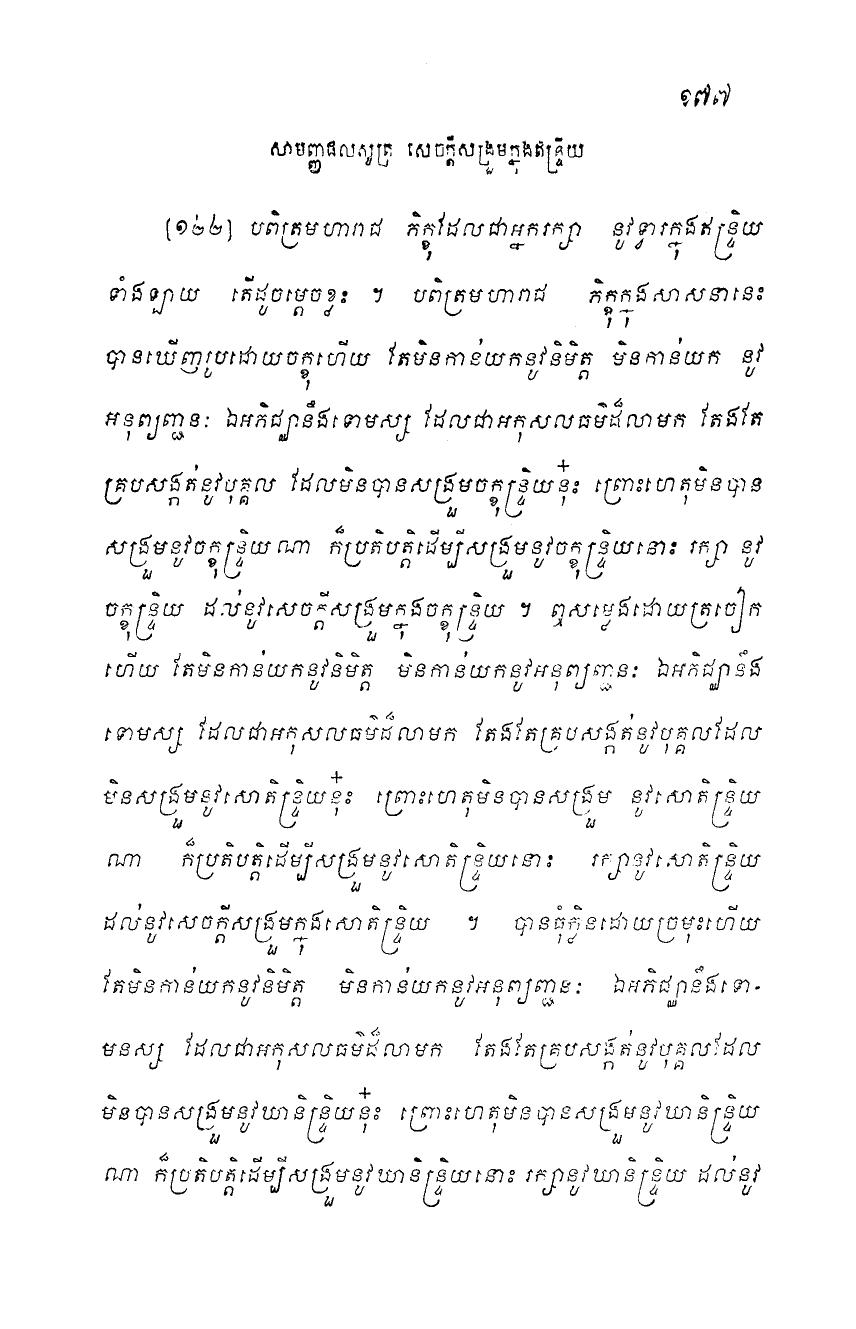 ១៧៧
សាមញ្ញផលសូត្រ សេចក្តីសង្រួមក្នុងឥន្ទ្រិយ
[១២២] បពិត្រមហារាជ ភិក្ខុដែលជាអ្នករក្សា នូវទ្វារក្នុងឥន្ទ្រិយ
ទាំងឡាយ តើដូចម្តេចខ្លះ ។ បពិត្រមហារាជ ភិក្ខុក្នុងសាសនានេះ
បានឃើញរូបដោយចក្ខុហើយ តែមិនកាន់យកនូវនិមិត្ត មិនកាន់យក នូវ
អនុព្យញ្ជនៈ ឯអភិជ្ឈានឹងទោមនស្ស ដែលជាអកុសលធម៌ដ៏លាមក តែងតែ
គ្របសង្កត់នូវបុគ្គល ដែលមិនបានសង្រួមចក្ខុន្ទ្រិយនុ៎ះ ព្រោះហេតុមិនបាន
សង្រួមនូវចក្ខុន្ទ្រិយណា ក៏ប្រតិបត្តិដើម្បីសង្រួមនូវចក្ខុន្ទ្រិយនោះ រក្សា នូវ
ចក្ខុន្ទ្រិយ ដល់នូវសេចក្តីសង្រួមក្នុងចក្ខុន្ទ្រិយ ។ ឮសម្លេងដោយត្រចៀក
ហើយ តែមិនកាន់យកនូវនិមិត្ត មិនកាន់យកនូវអនុព្យញ្ជនៈ ឯអភិជ្ឈានឹង
ទោមនស្ស ដែលជាអកុសលធម៌ដ៏លាមក តែងតែគ្របសង្កត់នូវបុគ្គលដែល
មិនសង្រួមនូវសោតិន្ទ្រិយនុ៎ះ ព្រោះហេតុមិនបានសង្រួម នូវសោតិន្ទ្រិយ
ណា ក៏ប្រតិបត្តិដើម្បីសង្រួមនូវសោតិន្ទ្រិយនោះ រក្សានូវសោតិន្ទ្រិយ
ដល់នូវសេចក្តីសង្រួមក្នុងសោតិន្ទ្រិយ ។ បានធុំក្លិនដោយច្រមុះហើយ
តែមិនកាន់យកនូវនិមិត្ត មិនកាន់យកនូវអនុព្យញ្ជនៈ ឯអភិជ្ឈានឹងទោ-
មនស្ស ដែលជាអកុសលធម៌ដ៏លាមក តែងតែគ្របសង្កត់នូវបុគ្គលដែល
មិនបានសង្រួមនូវឃានិន្ទ្រិយនុ៎ះ ព្រោះហេតុមិនបានសង្រួមនូវឃានិន្ទ្រិយ
ណា ក៏ប្រតិបត្តិដើម្បីសង្រួមនូវឃានិន្ទ្រិយនោះ រក្សានូវឃានិន្ទ្រិយ ដល់នូវ